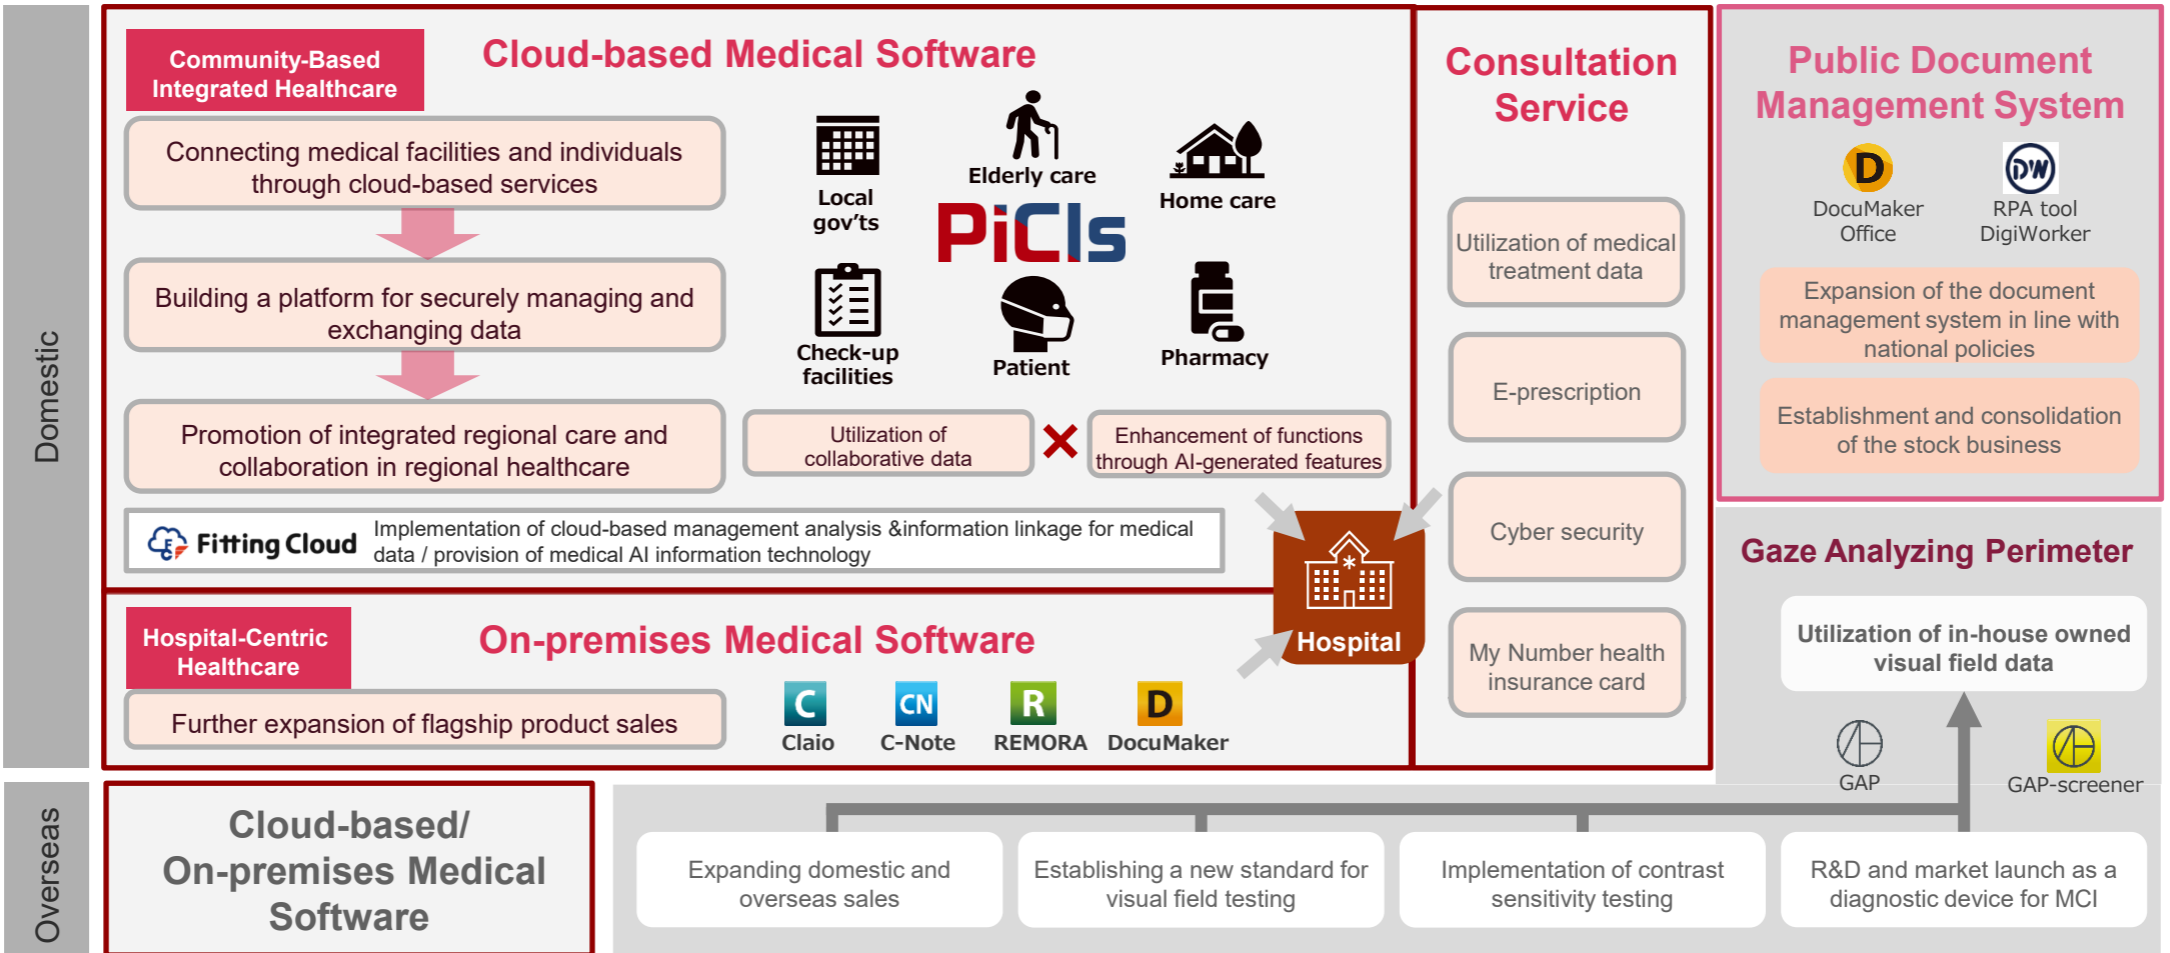 Domestic
Community-Based
Integrated Healthcare
Cloud-based Medical Software
Connecting medical facilities and individuals
through cloud-based services
Building a platform for securely managing and
exchanging data
Promotion of integrated regional care and
collaboration in regional healthcare
Local
gov'ts
Elderly care
Home care
PiCls
Check-up
facilities
Patient
Pharmacy
Utilization of
collaborative data
Enhancement of functions
through AI-generated features
Fitting Cloud
Implementation of cloud-based management analysis &information linkage for medical
data / provision of medical AI information technology
Hospital
Hospital-Centric
Healthcare
On-premises Medical Software
Further expansion of flagship product sales
C
Claio
CN
C-Note
R
REMORA
D
DocuMaker
Consultation
Service
Utilization of medical
treatment data
E-prescription
Cyber security
My Number health
insurance card
Public Document
Management System
D
DocuMaker
Office
RPA tool
DigiWorker
Expansion of the document
management system in line with
national policies
Establishment and consolidation
of the stock business
Gaze Analyzing Perimeter
Utilization of in-house owned
visual field data
GAP
GAP-screener
Overseas
Cloud-based/
On-premises Medical
Software
Expanding domestic and
overseas sales
Establishing a new standard for
visual field testing
Implementation of contrast
sensitivity testing
R&D and market launch as a
diagnostic device for MCI